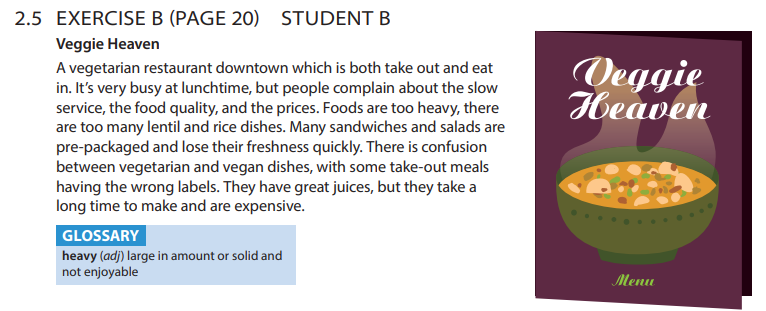 2.5 EXERCISE B (PAGE 20) STUDENT B
Veggie Heaven
A vegetarian restaurant downtown which is both take out and eat
in. It's very busy at lunchtime, but people complain about the slow
service, the food quality, and the prices. Foods are too heavy, there
are too many lentil and rice dishes. Many sandwiches and salads are
pre-packaged and lose their freshness quickly. There is confusion
between vegetarian and vegan dishes, with some take-out meals
having the wrong labels. They have great juices, but they take a
long time to make and are expensive.
GLOSSARY
heavy (adj) large in amount or solid and
not enjoyable
Veggie
Heaven
Menu